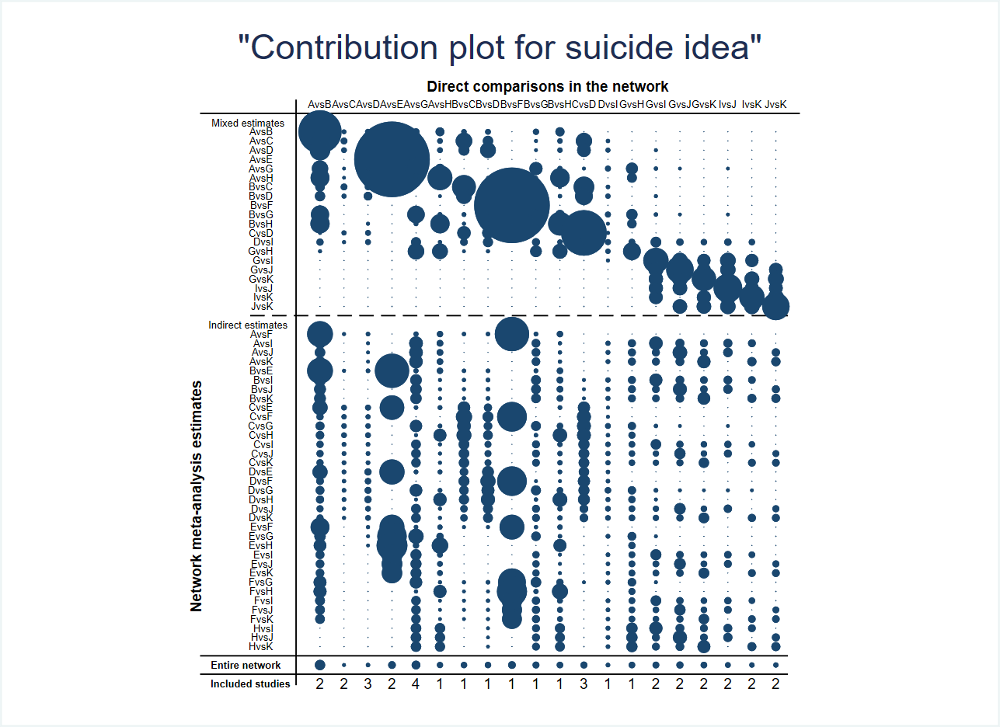 "Contribution plot for suicide idea"
Direct comparisons in the network
AvsB AvsC AvsD AvsE AvsG AvsH BvsC BvsD BvsF BvsG BvsH CvsD DvsI GvsH GvsI GvsJ GvsK IvsJ IvsK JvsK
Network meta-analysis estimates
Mixed estimates
AvsB
AvsC
AvsD
AvsE
AvsG
AvsH
BvsC
BvsD
BvsF
BvsG
BvsH
CvsD
DvsI
GvsH
GvsI
GvsJ
GvsK
IvsJ
IvsK
JvsK
Indirect estimates
AvsF
AvsI
AvsJ
AvsK
BvsE
BvsI
BvsJ
BvsK
CvsE
CvsF
CvsG
CvsH
CvsI
CvsJ
CvsK
DvsE
DvsF
DvsG
DvsH
DvsJ
DvsK
EvsF
EvsG
EvsH
EvsI
EvsJ
EvsK
FvsG
FvsH
FvsI
FvsJ
FvsK
HvsI
HvsJ
HvsK
Entire network
Included studies 2 2 3 2 4 1 1 1 1 1 1 3 1 1 2 2 2 2 2 2